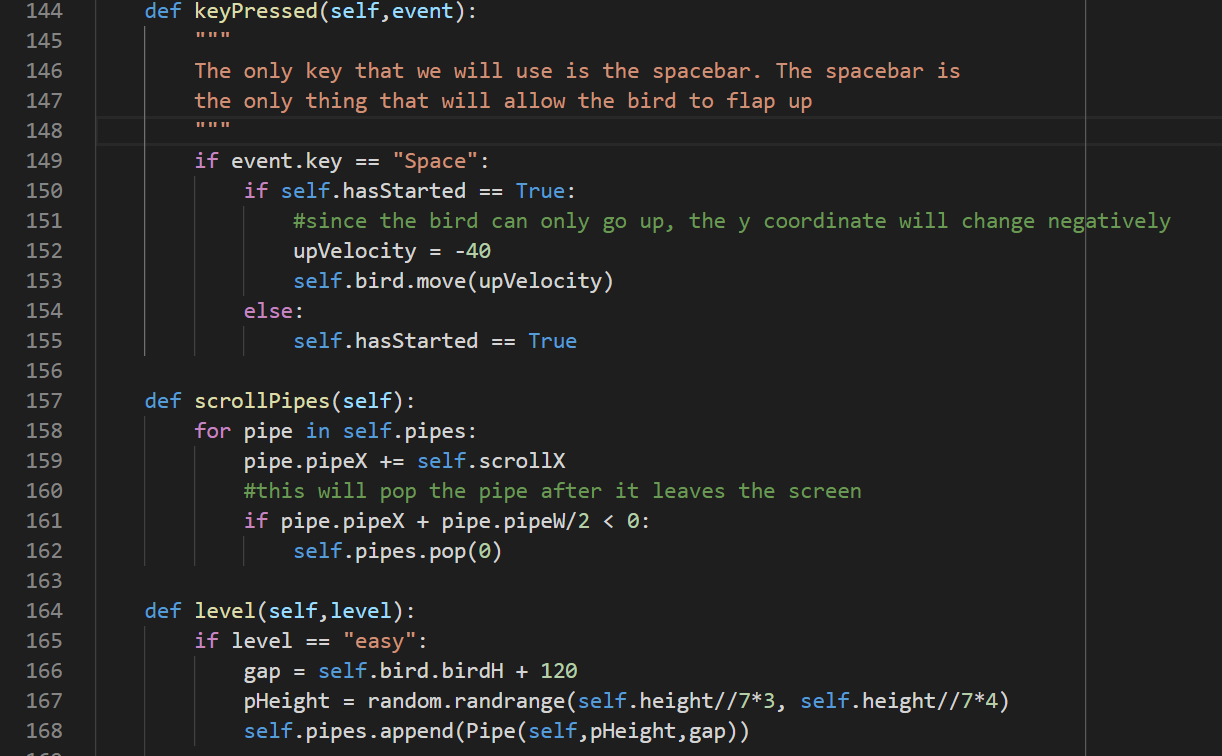 144 def keyPressed(self,event):
145 """
146 The only key that we will use is the spacebar. The spacebar is
147 the only thing that will allow the bird to flap up
148 """
149 if event.key == "Space":
150 if self.hasStarted == True:
151 #since the bird can only go up, the y coordinate will change negatively
152 upVelocity = -40
153 self.bird.move(upVelocity)
154 else:
155 self.hasStarted == True
156
157 def scrollPipes(self):
158 for pipe in self.pipes:
159 pipe.pipeX += self.scrollX
160 #this will pop the pipe after it leaves the screen
161 if pipe.pipeX + pipe.pipeW/2 < 0:
162 self.pipes.pop(0)
163
164 def level(self,level):
165 if level == "easy":
166 gap = self.bird.birdH + 120
167 pHeight = random.randrange(self.height//7*3, self.height//7*4)
168 self.pipes.append(Pipe(self,pHeight,gap))